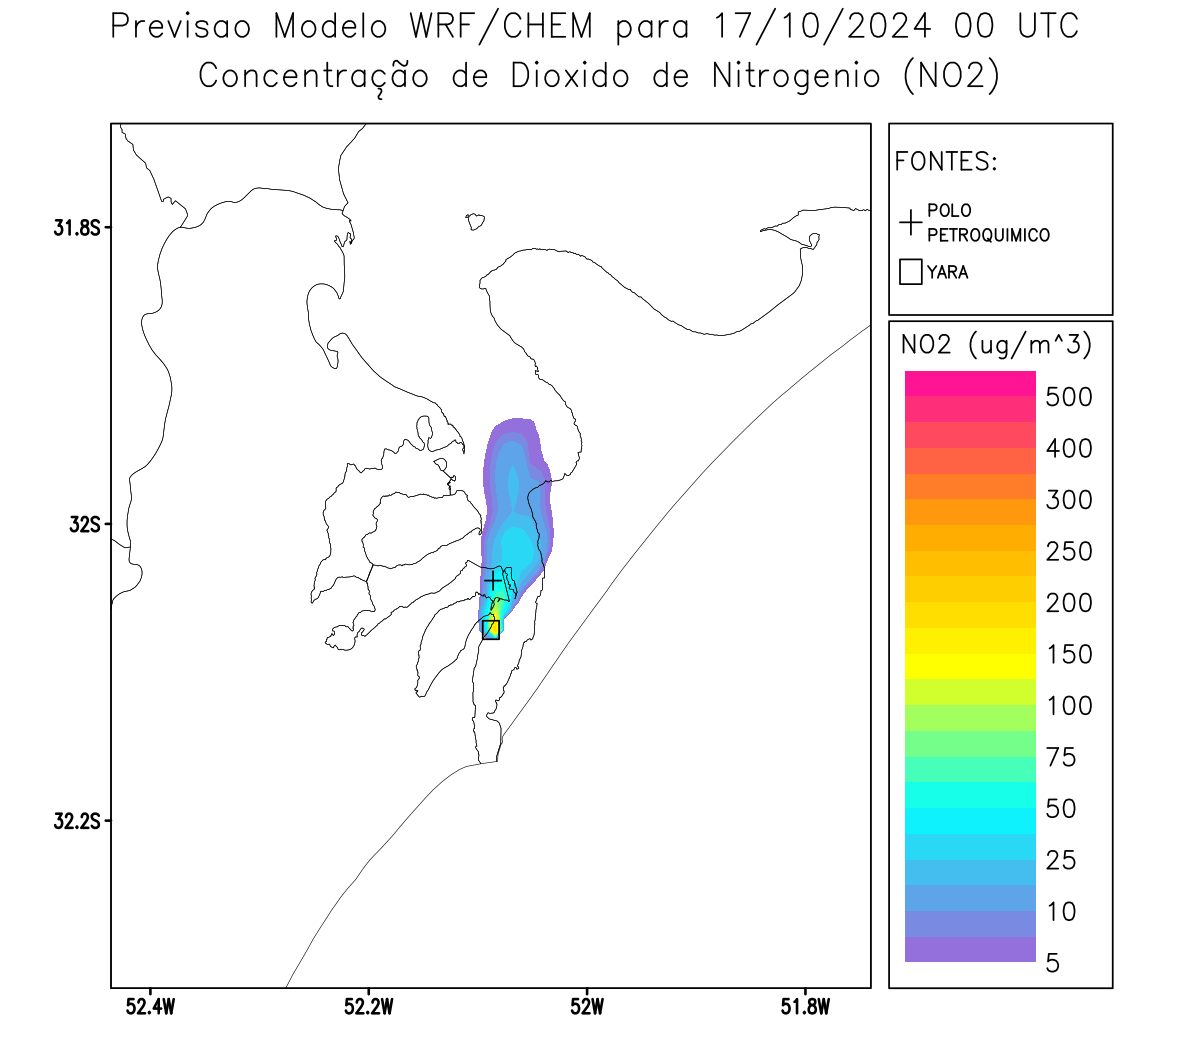 Previsao Modelo WRF/CHEM para 17/10/2024 00 UTC
Concentração de Dioxido de Nitrogenio (NO2)
FONTES:
POLO
PETROQUIMICO
YARA
NO2 (ug/m^3)
500
400
300
250
200
150
100
75
50
25
10
5
31.8S
32S
32.2S
52.4W
52.2W
52W
51.8W